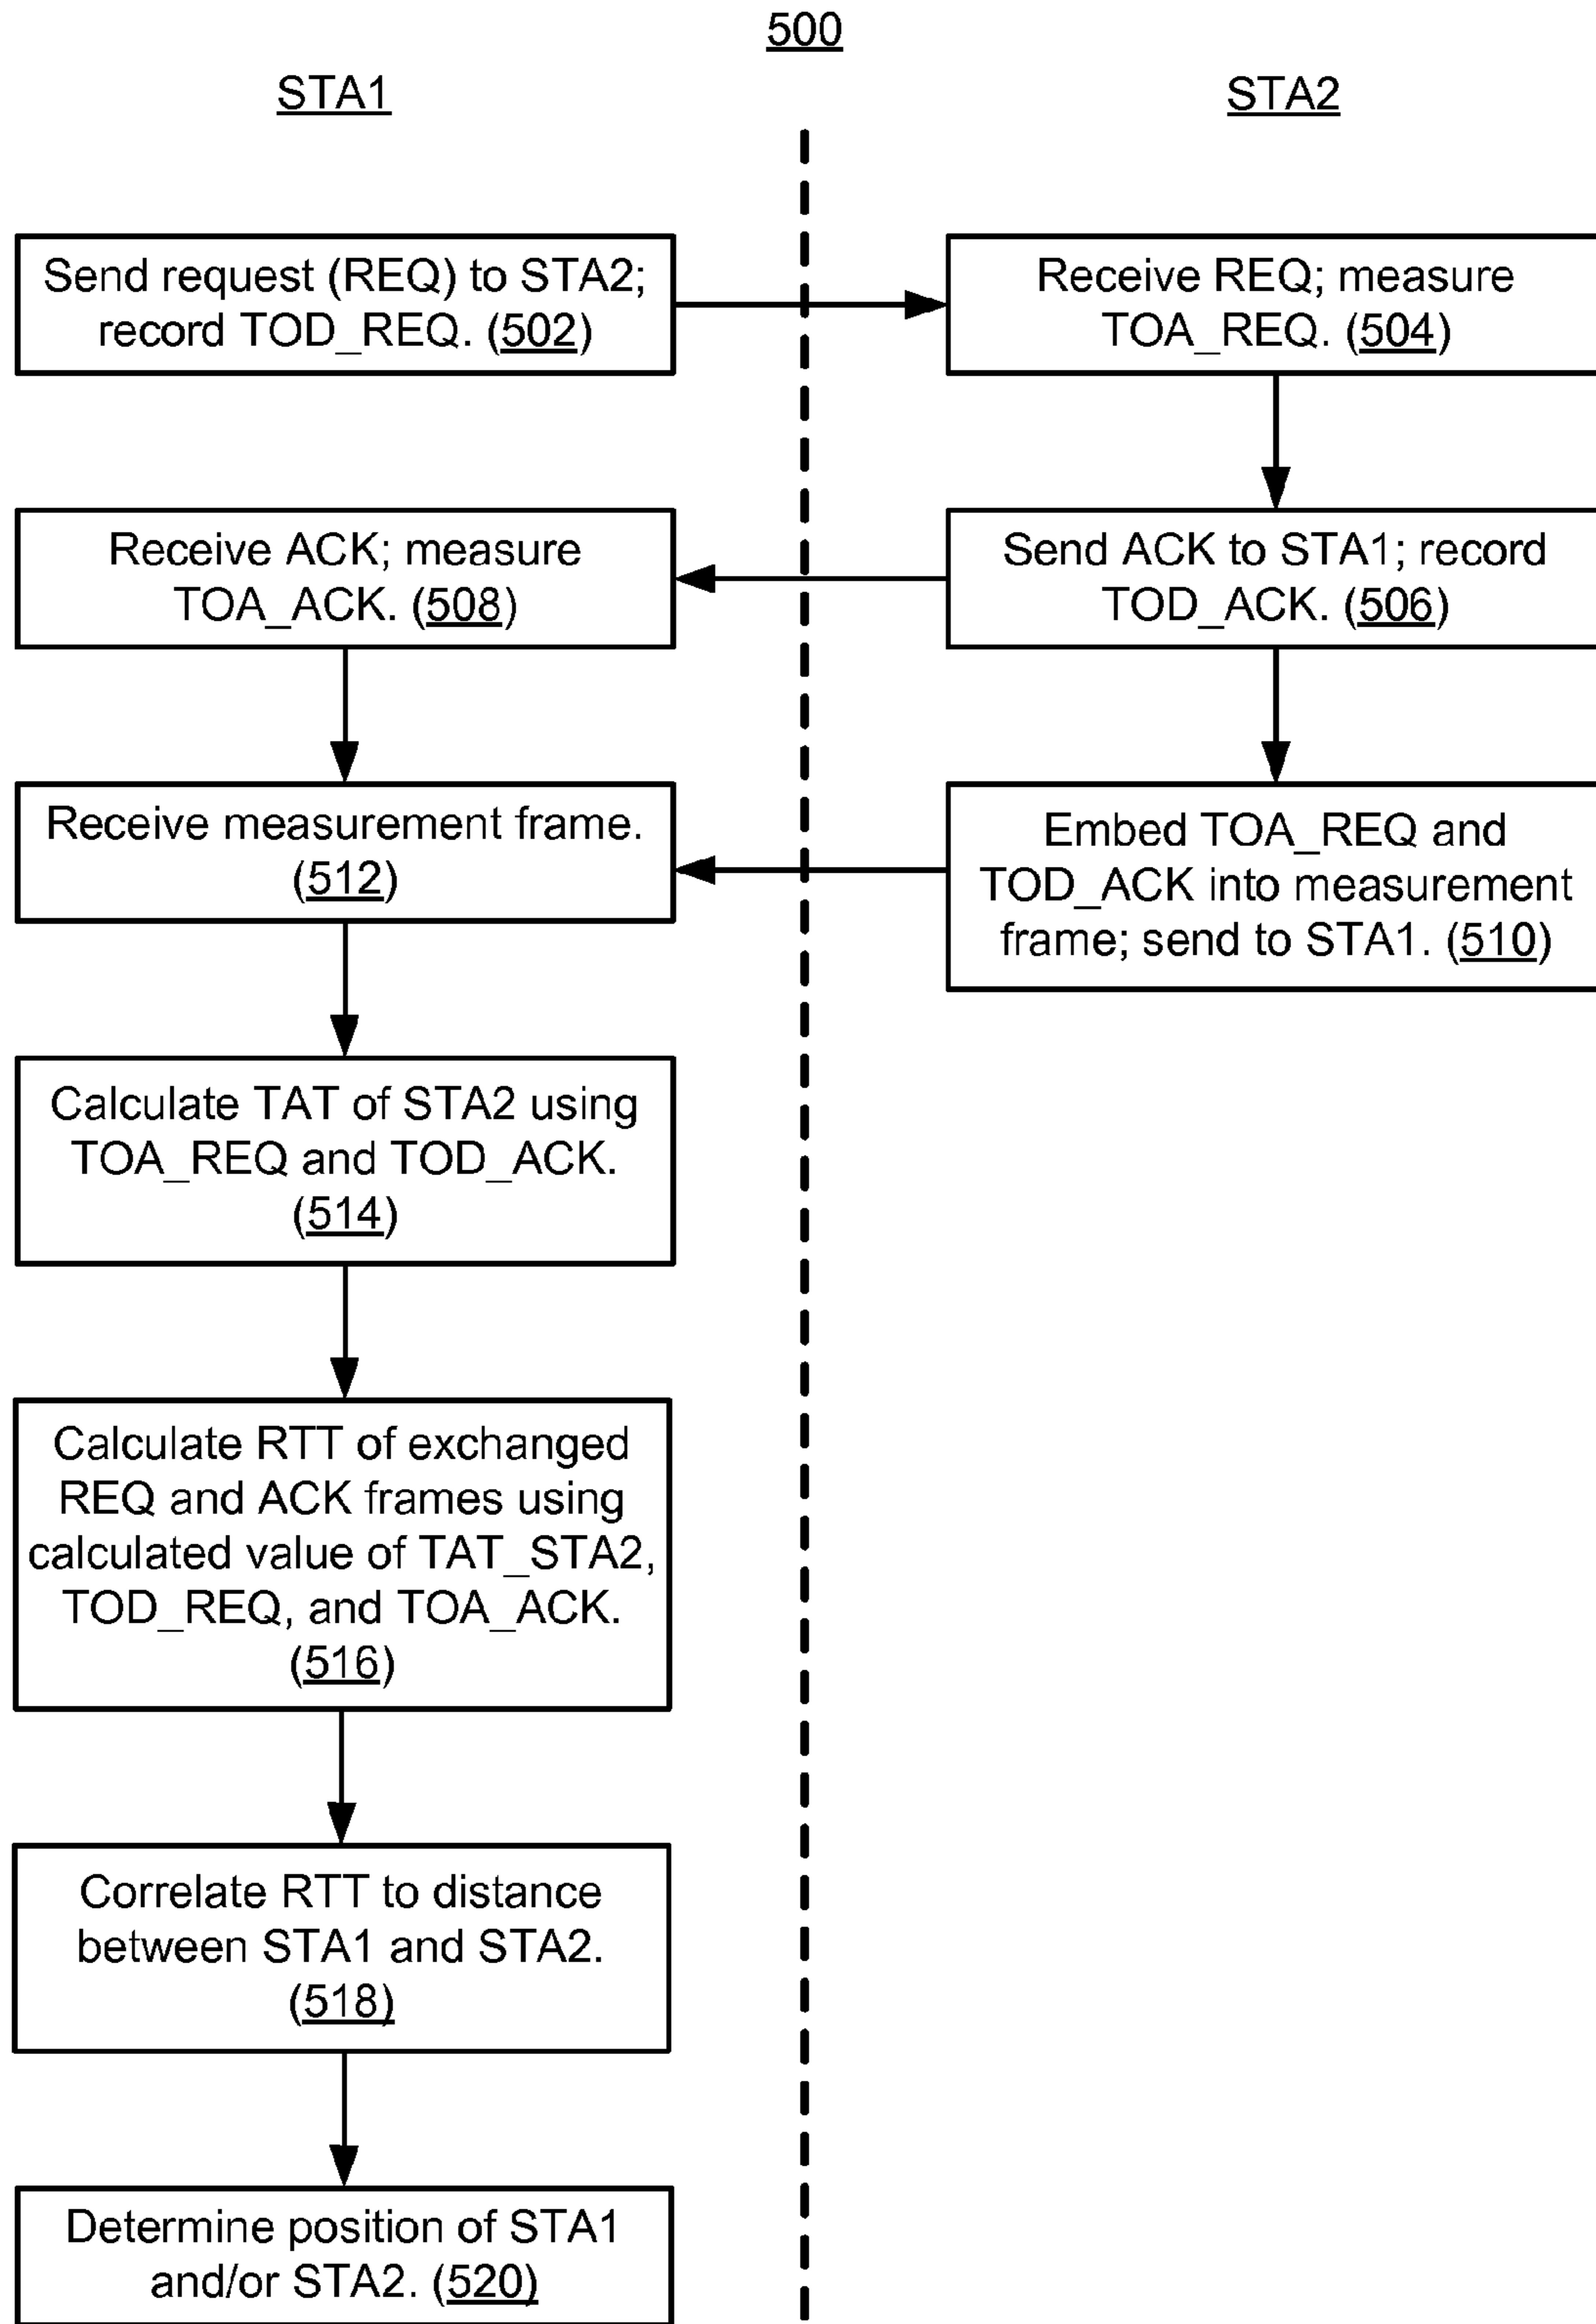 500
STA1
STA2
Send request (REQ) to STA2;
record TOD_REQ. (502)
Receive REQ; measure
TOA_REQ. (504)
Receive ACK; measure
TOA_ACK. (508)
Send ACK to STA1; record
TOD_ACK. (506)
Receive measurement frame.
(512)
Embed TOA_REQ and
TOD_ACK into measurement
frame; send to STA1. (510)
Calculate TAT of STA2 using
TOA_REQ and TOD_ACK.
(514)
Calculate RTT of exchanged
REQ and ACK frames using
calculated value of TAT_STA2,
TOD_REQ, and TOA_ACK.
(516)
Correlate RTT to distance
between STA1 and STA2.
(518)
Determine position of STA1
and/or STA2. (520)